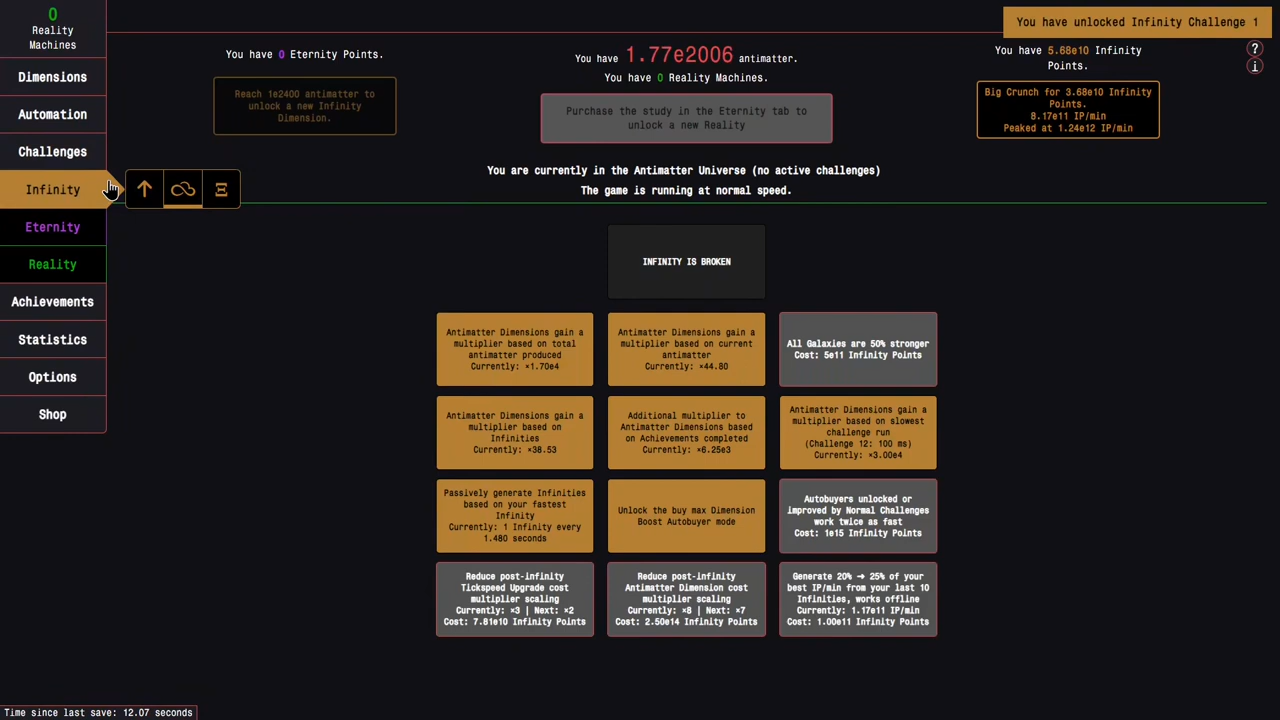 0
Reality
Machines
Dimensions
Automation
Challenges
Infinity
Eternity
Reality
Achievements
Statistics
Options
Shop
You have 0 Eternity Points.
Reach 1e2400 antimatter to
unlock a new Infinity
Dimension.
You have 1.77e2006 antimatter.
You have 0 Reality Machines.
Purchase the study in the Eternity tab to
unlock a new Reality
You have unlocked Infinity Challenge 1
You have 5.68e10 Infinity
Points.
Big Crunch for 3.68e10 Infinity
Points.
8.17e11 IP/min
Peaked at 1.24e12 IP/min
?
i
You are currently in the Antimatter Universe (no active challenges)
The game is running at normal speed.
INFINITY IS BROKEN
Antimatter Dimensions gain a
multiplier based on total
antimatter produced
Currently: ×1.70e4
Antimatter Dimensions gain a
multiplier based on current
antimatter
Currently: ×44.80
All Galaxies are 50% stronger
Cost: 5e11 Infinity Points
Antimatter Dimensions gain a
multiplier based on
Infinities
Currently: ×38.53
Additional multiplier to
Antimatter Dimensions based
on Achievements completed
Currently: ×6.25e3
Antimatter Dimensions gain a
multiplier based on slowest
challenge run
(Challenge 12: 100 ms)
Currently: ×3.00e4
Passively generate Infinities
based on your fastest
Infinity
Currently: 1 Infinity every
1.480 seconds
Unlock the buy max Dimension
Boost Autobuyer mode
Autobuyers unlocked or
improved by Normal Challenges
work twice as fast
Cost: 1e15 Infinity Points
Reduce post-infinity
Tickspeed Upgrade cost
multiplier scaling
Currently: ×3 | Next: ×2
Cost: 7.81e10 Infinity Points
Reduce post-infinity
Antimatter Dimension cost
multiplier scaling
Currently: ×8 | Next: ×7
Cost: 2.50e14 Infinity Points
Generate 20% → 25% of your
best IP/min from your last 10
Infinities, works offline
Currently: 1.17e11 IP/min
Cost: 1.00e11 Infinity Points
Time since last save: 12.07 seconds